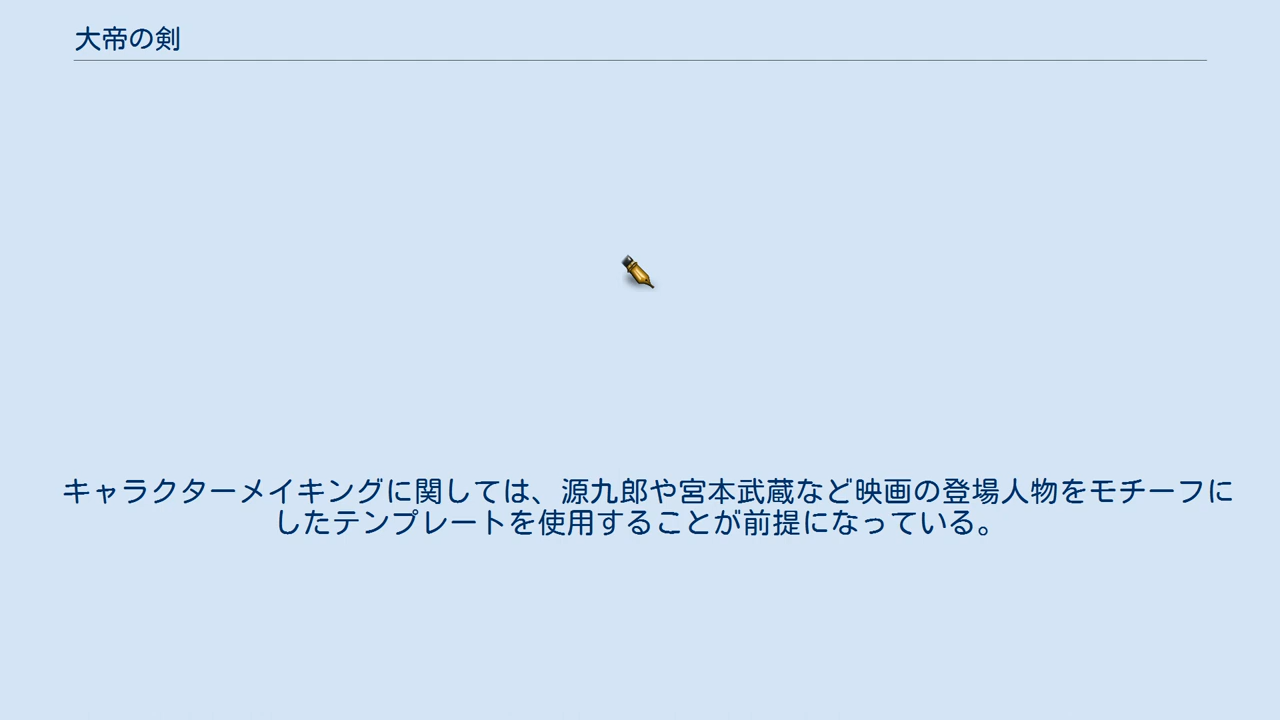 大帝の剣
キャラクターメイキングに関しては、源九郎や宮本武蔵など映画の登場人物をモチーフに
したテンプレートを使用することが前提になっている。